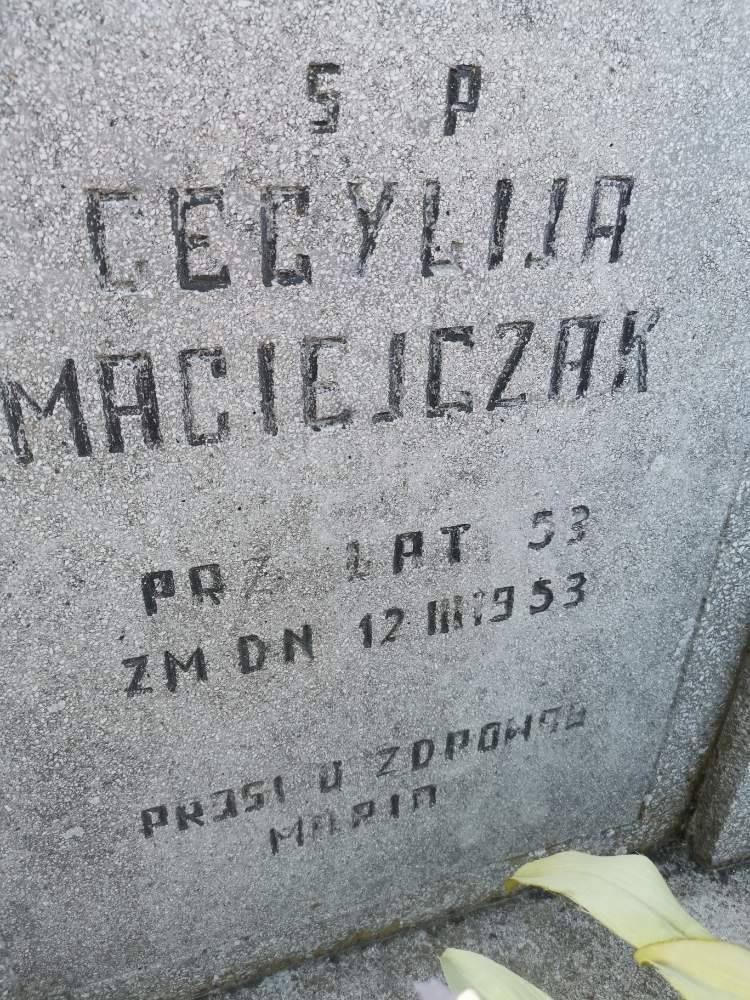 S P
CECYLIJA
MACIEJCZAK
PRZ LAT 53
ZM DN 12 III 1953
PROSI O ZDROWAŚ
MARIA